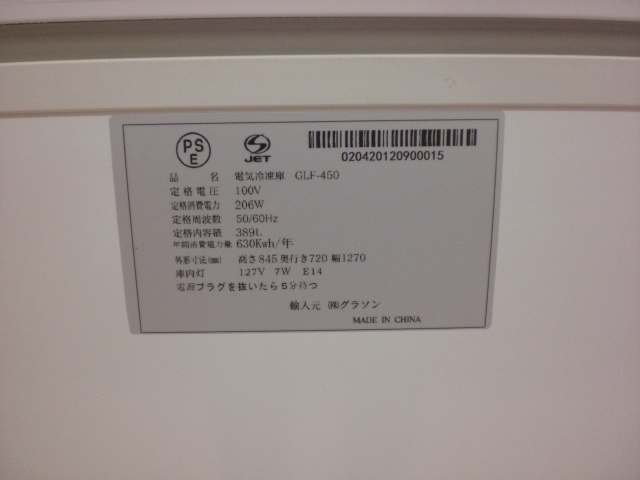 PS
E
JET
020420120900015
品 名 電気冷凍庫 GLF-450
定格電圧 100V
定格消費電力 206W
定格周波数 50/60Hz
定格内容積 389L
年間消費電力量 630Kwh/年
外形寸法(mm) 高さ845 奥行き720 幅1270
庫内灯 127V 7W E14
電源プラグを抜いたら5分待つ
輸入元 ㈱グラソン
MADE IN CHINA